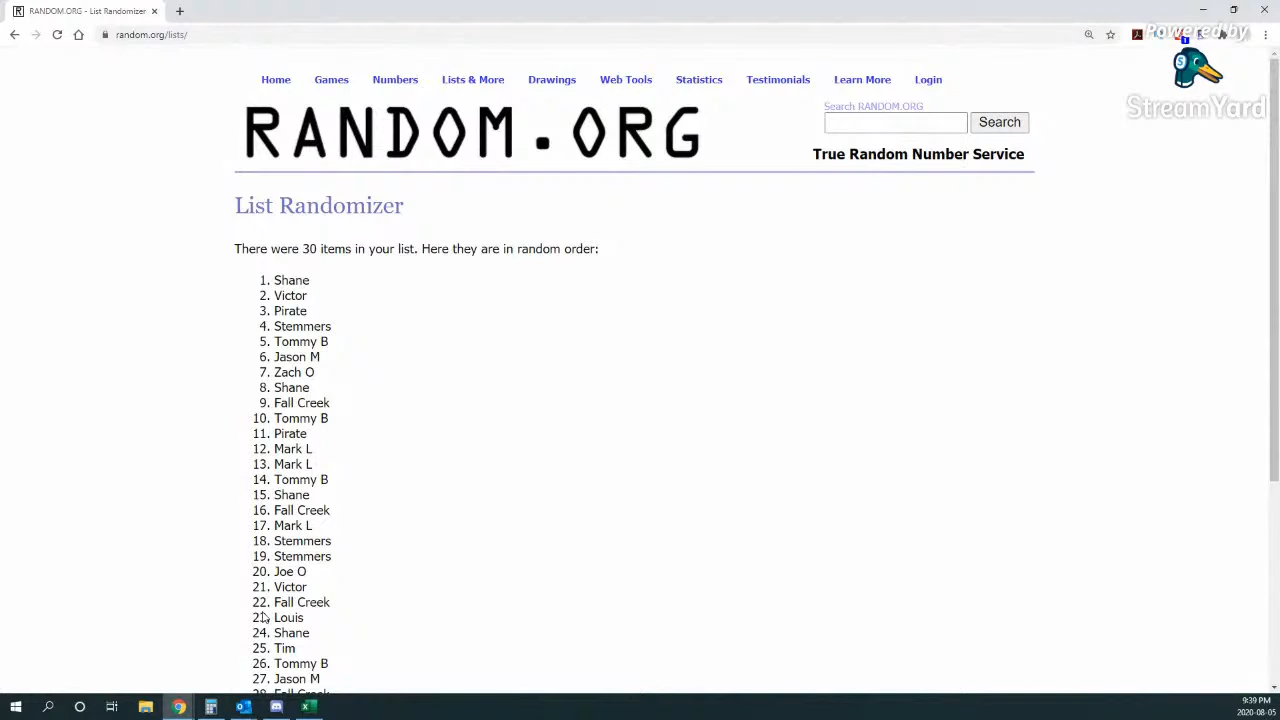 RANDOM.ORG - List Randomizer
random.org/lists/
Powered by
StreamYard
Home Games Numbers Lists & More Drawings Web Tools Statistics Testimonials Learn More Login
RANDOM.ORG
Search RANDOM.ORG
Search
True Random Number Service
List Randomizer
There were 30 items in your list. Here they are in random order:
1. Shane
2. Victor
3. Pirate
4. Stemmers
5. Tommy B
6. Jason M
7. Zach O
8. Shane
9. Fall Creek
10. Tommy B
11. Pirate
12. Mark L
13. Mark L
14. Tommy B
15. Shane
16. Fall Creek
17. Mark L
18. Stemmers
19. Stemmers
20. Joe O
21. Victor
22. Fall Creek
23. Louis
24. Shane
25. Tim
26. Tommy B
27. Jason M
28. Fall Creek
9:39 PM
2020-08-05